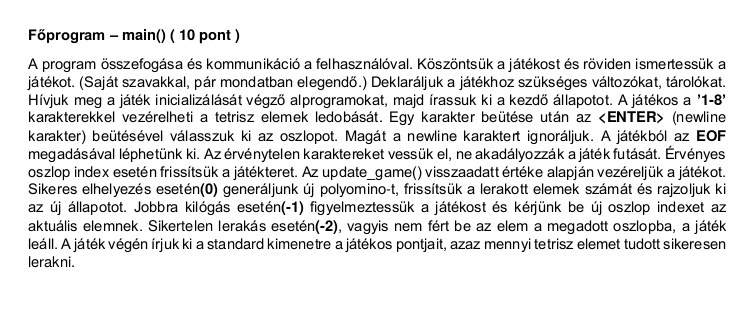 Főprogram – main() ( 10 pont )
A program összefogása és kommunikáció a felhasználóval. Köszöntsük a játékost és röviden ismertessük a
játékot. (Saját szavakkal, pár mondatban elegendő.) Deklaráljuk a játékhoz szükséges változókat, tárolókat.
Hívjuk meg a játék inicializálását végző alprogramokat, majd írassuk ki a kezdő állapotot. A játékos a '1-8'
karakterekkel vezérelheti a tetrisz elemek ledobását. Egy karakter beütése után az <ENTER> (newline
karakter) beütésével válasszuk ki az oszlopot. Magát a newline karaktert ignoráljuk. A játékból az EOF
megadásával léphetünk ki. Az érvénytelen karaktereket vessük el, ne akadályozzák a játék futását. Érvényes
oszlop index esetén frissítsük a játékteret. Az update_game() visszaadatt értéke alapján vezéreljük a játékot.
Sikeres elhelyezés esetén(0) generáljunk új polyomino-t, frissítsük a lerakott elemek számát és rajzoljuk ki
az új állapotot. Jobbra kilógás esetén(-1) figyelmeztessük a játékost és kérjünk be új oszlop indexet az
aktuális elemnek. Sikertelen lerakás esetén(-2), vagyis nem fért be az elem a megadott oszlopba, a játék
leáll. A játék végén írjuk ki a standard kimenetre a játékos pontjait, azaz mennyi tetrisz elemet tudott sikeresen
lerakni.